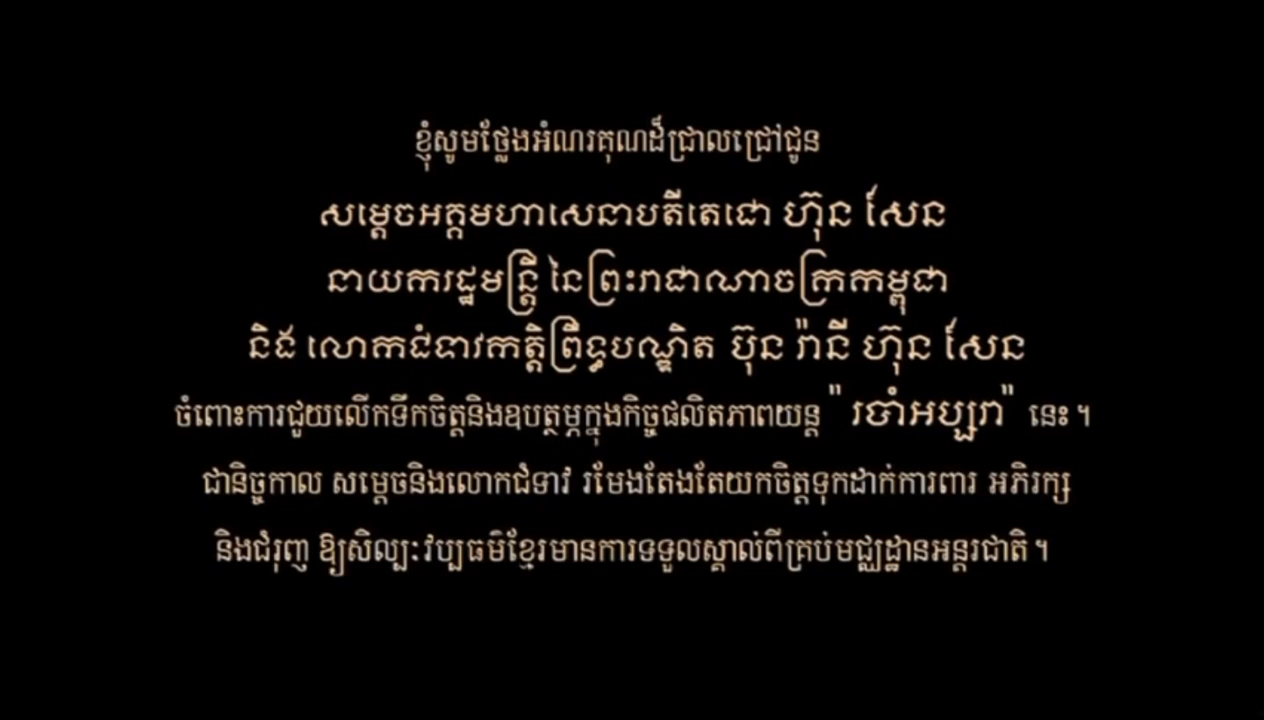 ខ្ញុំសូមថ្លែងអំណរគុណដ៏ជ្រាលជ្រៅជូន
សម្តេចអគ្គមហាសេនាបតីតេជោ ហ៊ុន សែន
នាយករដ្ឋមន្ត្រី នៃព្រះរាជាណាចក្រកម្ពុជា
និង លោកជំទាវកត្តិព្រឹទ្ធបណ្ឌិត ប៊ុន រ៉ានី ហ៊ុន សែន
ចំពោះការជួយលើកទឹកចិត្តនិងឧបត្ថម្ភក្នុងកិច្ចផលិតភាពយន្ត " របាំអប្សរា" នេះ ។
ជានិច្ចកាល សម្តេចនិងលោកជំទាវ រមែងតែងតែយកចិត្តទុកដាក់ការពារ អភិរក្ស
និងជំរុញ ឱ្យសិល្បៈវប្បធម៌ខ្មែរមានការទទួលស្គាល់ពីគ្រប់មជ្ឈដ្ឋានអន្តរជាតិ ។